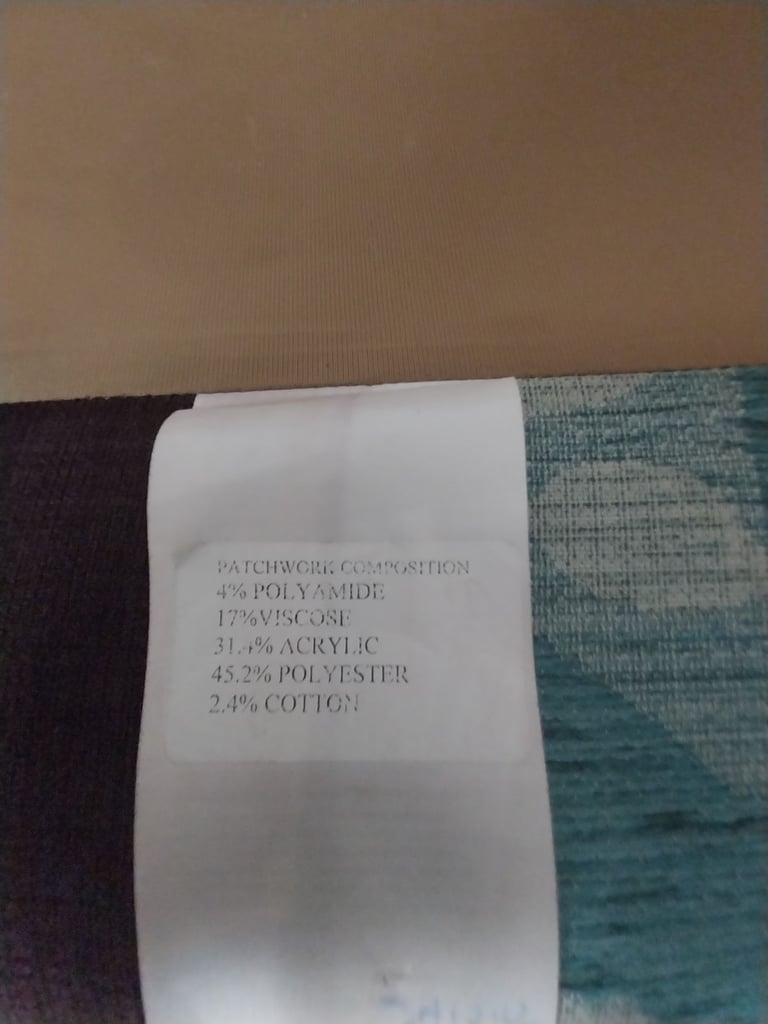 PATCHWORK COMPOSITION
4% POLYAMIDE
17%VISCOSE
31.4% ACRYLIC
45.2% POLYESTER
2.4% COTTON